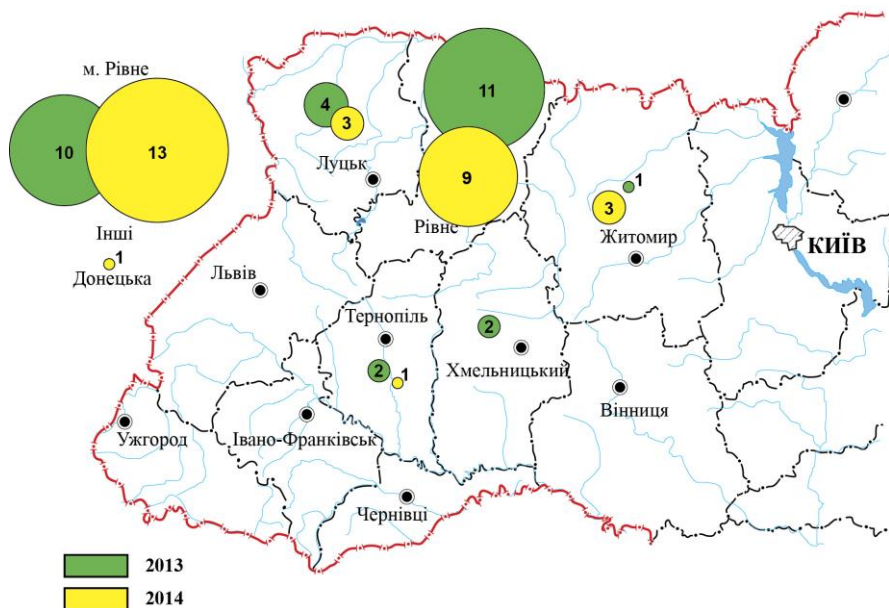 м. Рівне
10
13
Інші
1
Донецька
4
3
Луцьк
11
9
Рівне
1
3
Житомир
КИЇВ
Львів
Тернопіль
2
1
2
Хмельницький
Вінниця
Ужгород
Івано-Франківськ
Чернівці
2013
2014